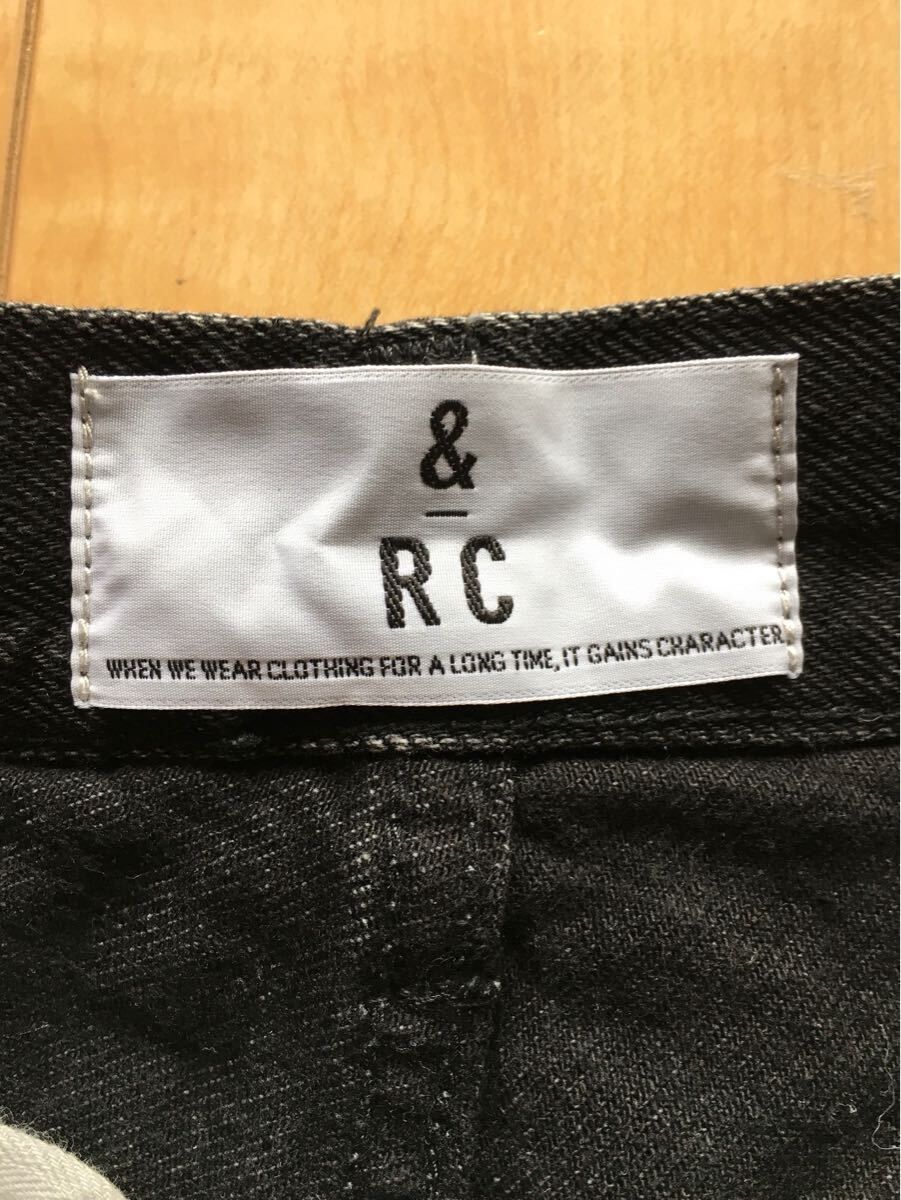 &
RC
WHEN WE WEAR CLOTHING FOR A LONG TIME, IT GAINS CHARACTER